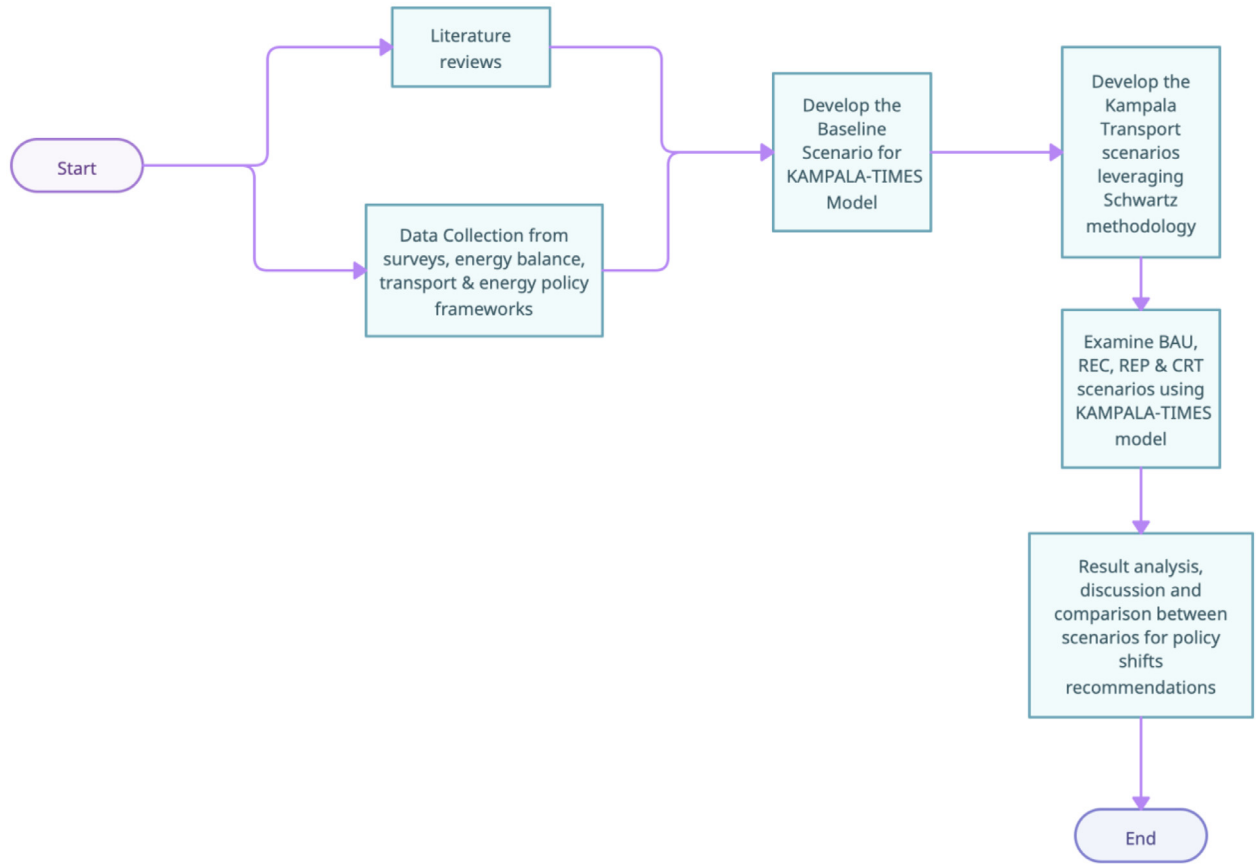 Start
Literature
reviews
Data Collection from
surveys, energy balance,
transport & energy policy
frameworks
Develop the
Baseline
Scenario for
KAMPALA-TIMES
Model
Develop the
Kampala
Transport
scenarios
leveraging
Schwartz
methodology
Examine BAU,
REC, REP & CRT
scenarios using
KAMPALA-TIMES
model
Result analysis,
discussion and
comparison between
scenarios for policy
shifts
recommendations
End